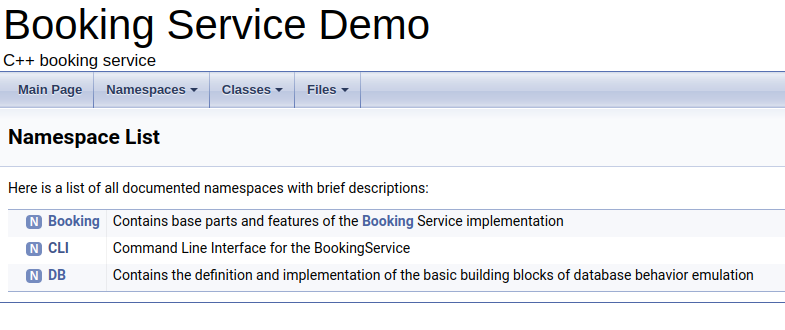 Booking Service Demo
C++ booking service
Main Page Namespaces Classes Files
Namespace List
Here is a list of all documented namespaces with brief descriptions:
N Booking Contains base parts and features of the Booking Service implementation
N CLI Command Line Interface for the BookingService
N DB Contains the definition and implementation of the basic building blocks of database behavior emulation